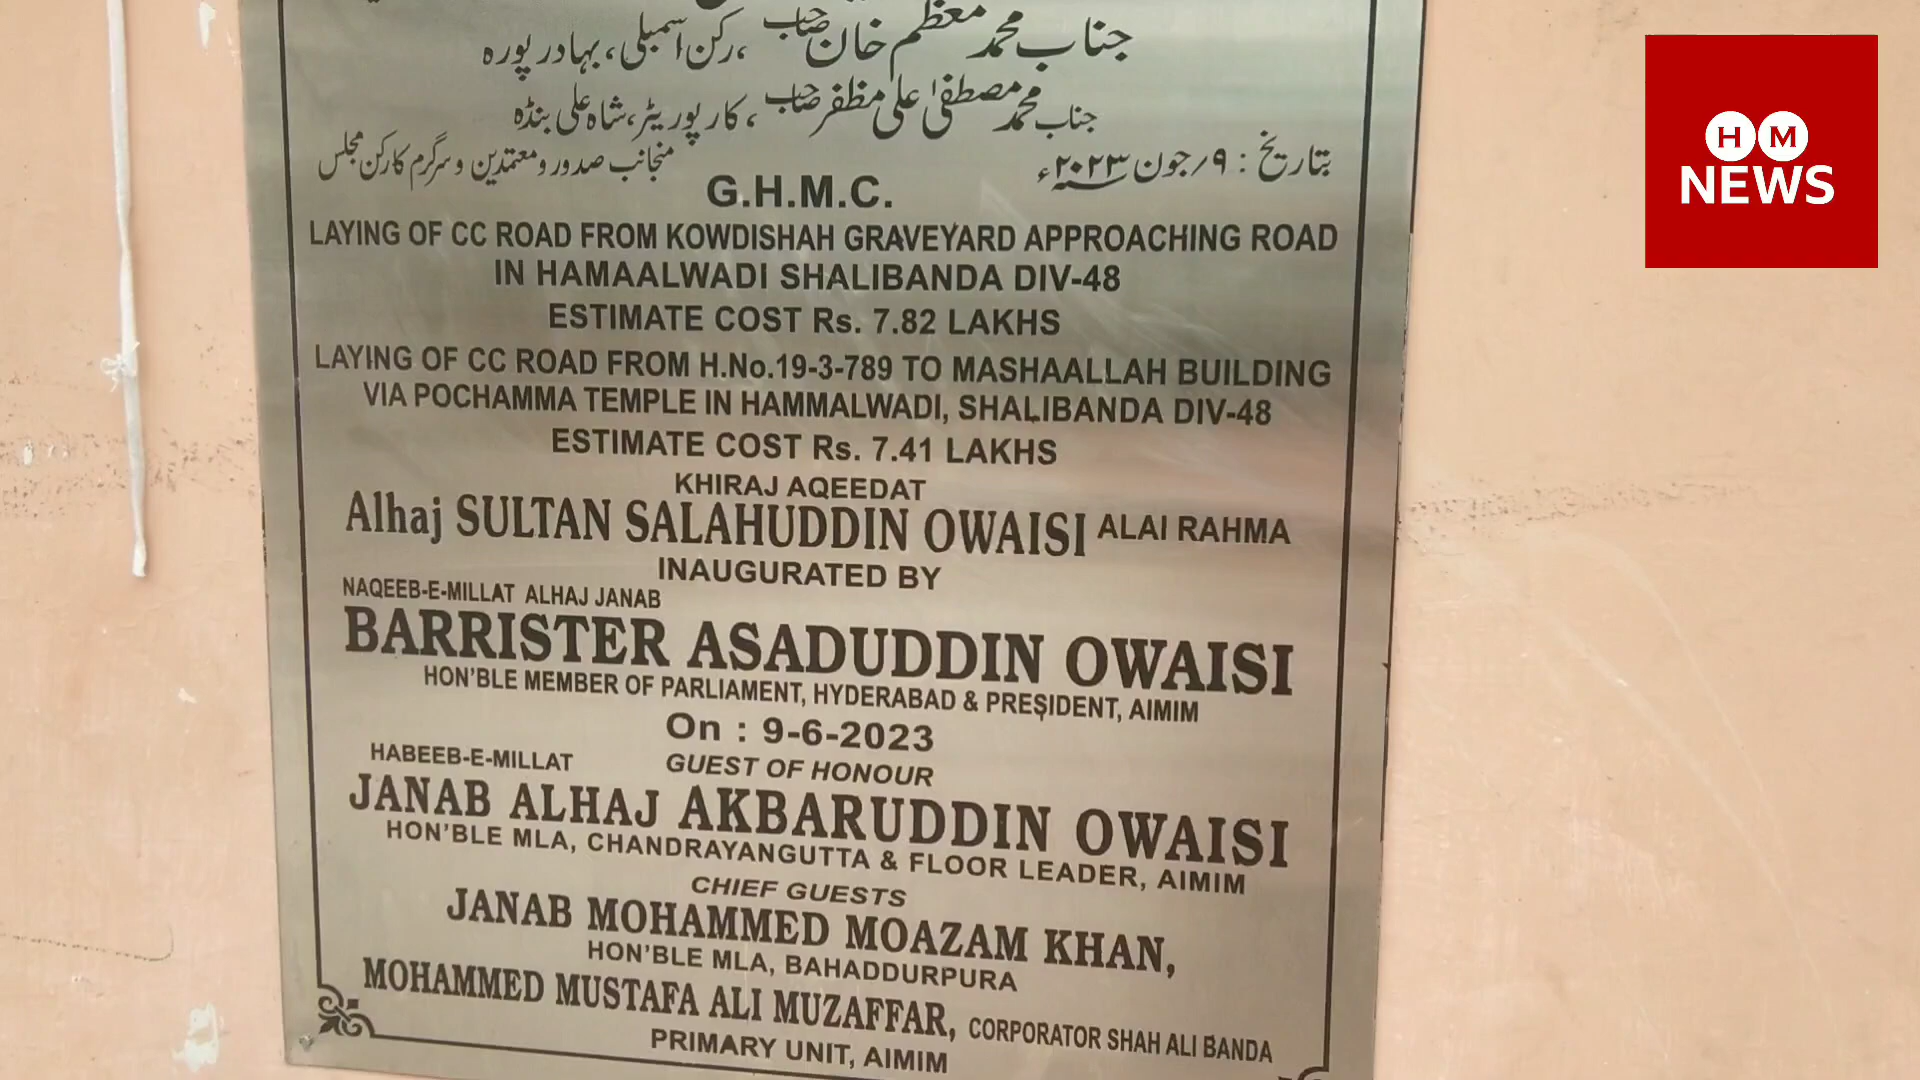 جناب محمد معظم خان صاحب، رکن اسمبلی، بہادر پورہ
جناب محمد مصطفیٰ علی مظفر صاحب، کارپوریٹر، شاہ علی بنڈہ
بتاریخ : ۹/جون ۲۰۲۳ء
منجانب صدور و معتمدین و سرگرم کارکن مجلس
G.H.M.C.
LAYING OF CC ROAD FROM KOWDISHAH GRAVEYARD APPROACHING ROAD
IN HAMAALWADI SHALIBANDA DIV-48
ESTIMATE COST Rs. 7.82 LAKHS
LAYING OF CC ROAD FROM H.No.19-3-789 TO MASHAALLAH BUILDING
VIA POCHAMMA TEMPLE IN HAMMALWADI, SHALIBANDA DIV-48
ESTIMATE COST Rs. 7.41 LAKHS
KHIRAJ AQEEDAT
Alhaj SULTAN SALAHUDDIN OWAISI ALAI RAHMA
INAUGURATED BY
NAQEEB-E-MILLAT ALHAJ JANAB
BARRISTER ASADUDDIN OWAISI
HON'BLE MEMBER OF PARLIAMENT, HYDERABAD & PRESIDENT, AIMIM
On : 9-6-2023
HABEEB-E-MILLAT
GUEST OF HONOUR
JANAB ALHAJ AKBARUDDIN OWAISI
HON'BLE MLA, CHANDRAYANGUTTA & FLOOR LEADER, AIMIM
CHIEF GUESTS
JANAB MOHAMMED MOAZAM KHAN,
HON'BLE MLA, BAHADDURPURA
MOHAMMED MUSTAFA ALI MUZAFFAR, CORPORATOR SHAH ALI BANDA
PRIMARY UNIT, AIMIM
HM
NEWS